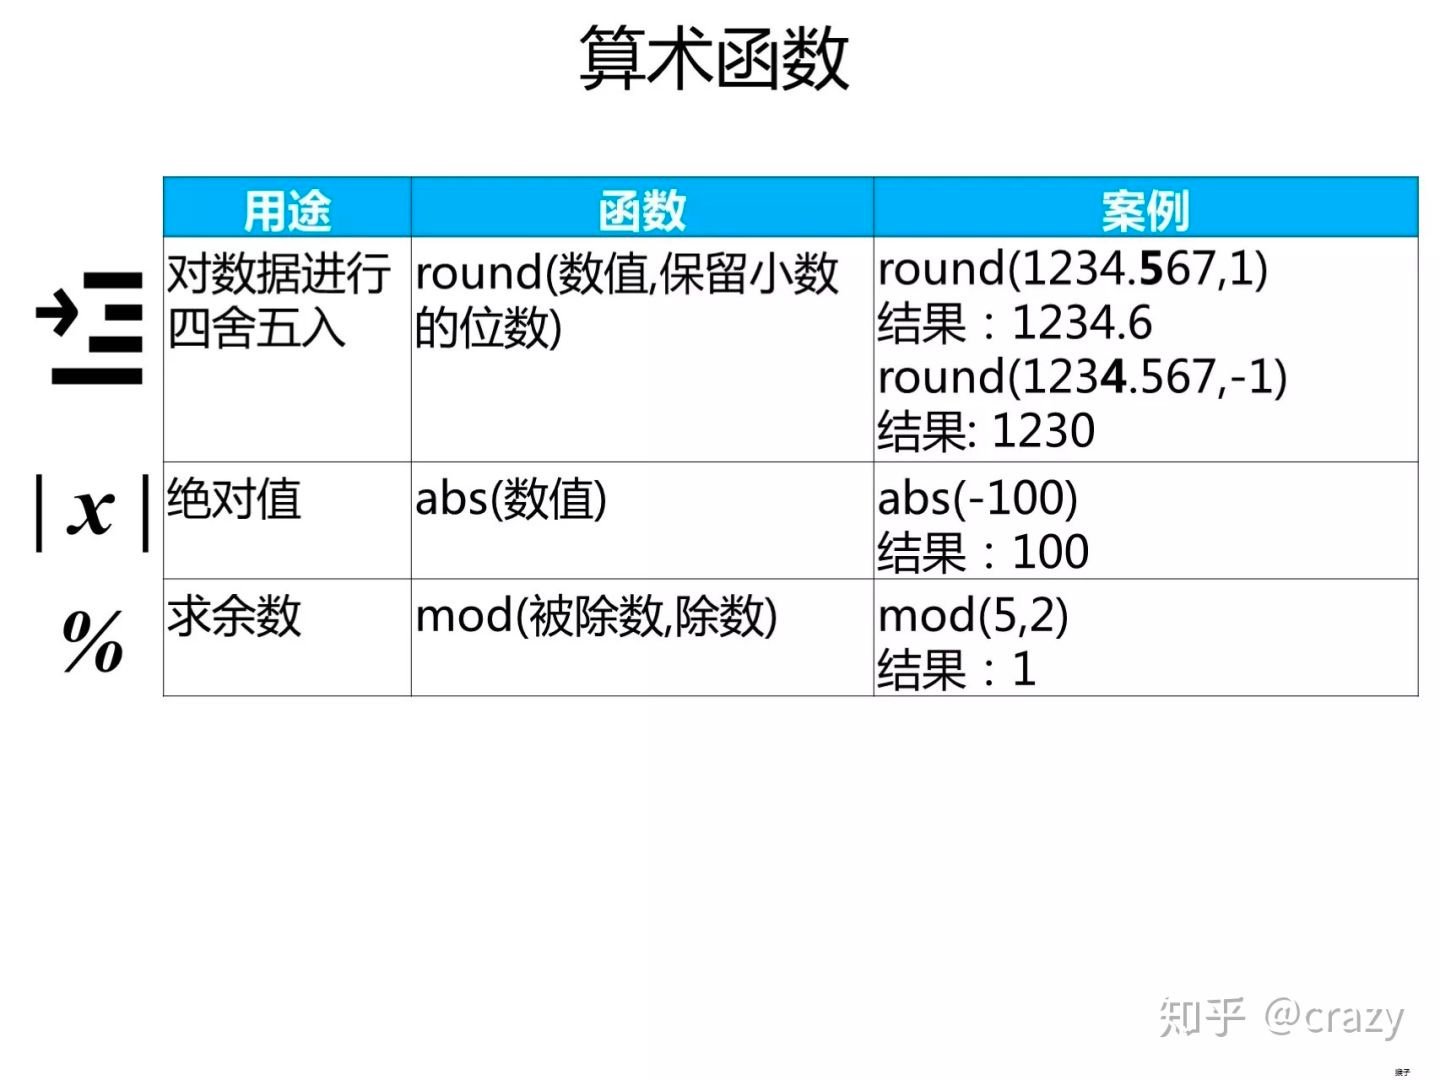 算术函数
用途 函数 案例
对数据进行
四舍五入
round(数值,保留小数
的位数)
round(1234.567,1)
结果：1234.6
round(1234.567,-1)
结果: 1230
|x|
绝对值
abs(数值)
abs(-100)
结果：100
%
求余数
mod(被除数,除数)
mod(5,2)
结果：1
知乎 @crazy
猴子